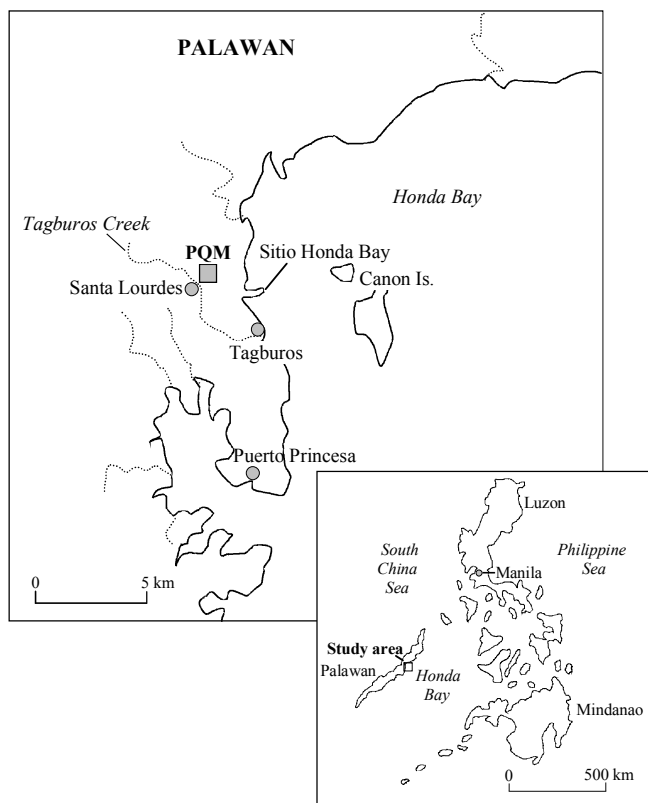 PALAWAN
Honda Bay
Tagburos Creek
PQM
Sitio Honda Bay
Santa Lourdes
Canon Is.
Tagburos
Puerto Princesa
0
5 km
Luzon
South
China
Sea
Philippine
Sea
Manila
Study area
Palawan
Honda
Bay
Mindanao
0
500 km